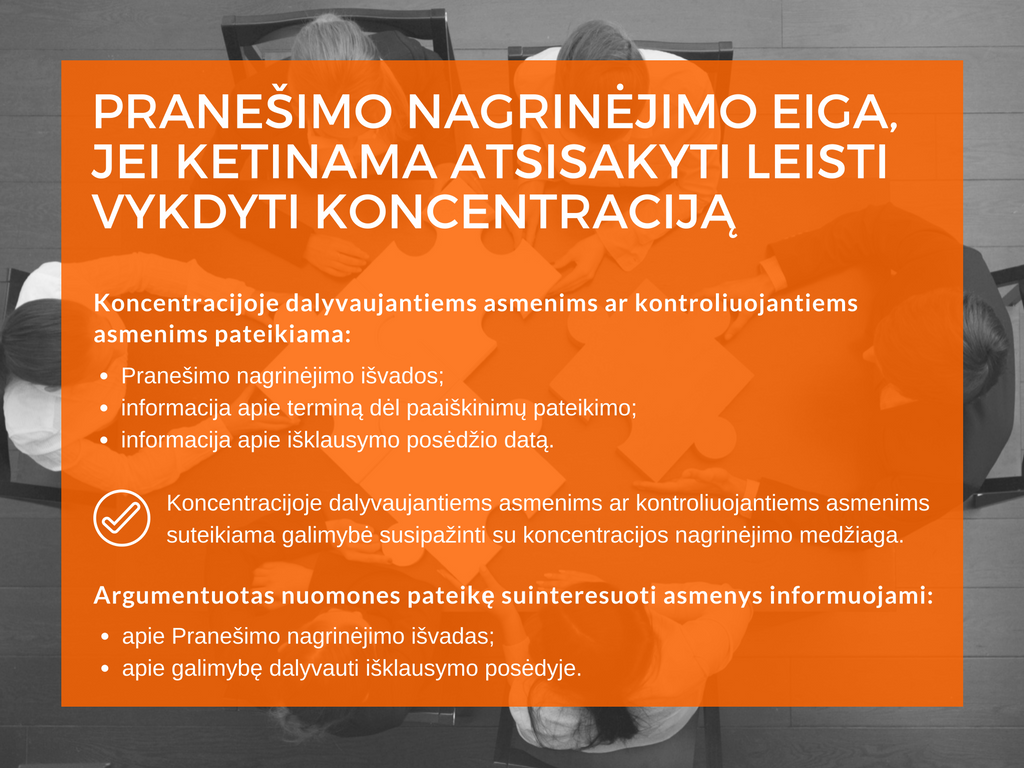 PRANEŠIMO NAGRINĖJIMO EIGA,
JEI KETINAMA ATSISAKYTI LEISTI
VYKDYTI KONCENTRACIJĄ
Koncentracijoje dalyvaujantiems asmenims ar kontroliuojantiems
asmenims pateikiama:
• Pranešimo nagrinėjimo išvados;
• informacija apie terminą dėl paaiškinimų pateikimo;
• informacija apie išklausymo posėdžio datą.
Koncentracijoje dalyvaujantiems asmenims ar kontroliuojantiems asmenims
suteikiama galimybė susipažinti su koncentracijos nagrinėjimo medžiaga.
Argumentuotas nuomones pateikę suinteresuoti asmenys informuojami:
• apie Pranešimo nagrinėjimo išvadas;
• apie galimybę dalyvauti išklausymo posėdyje.